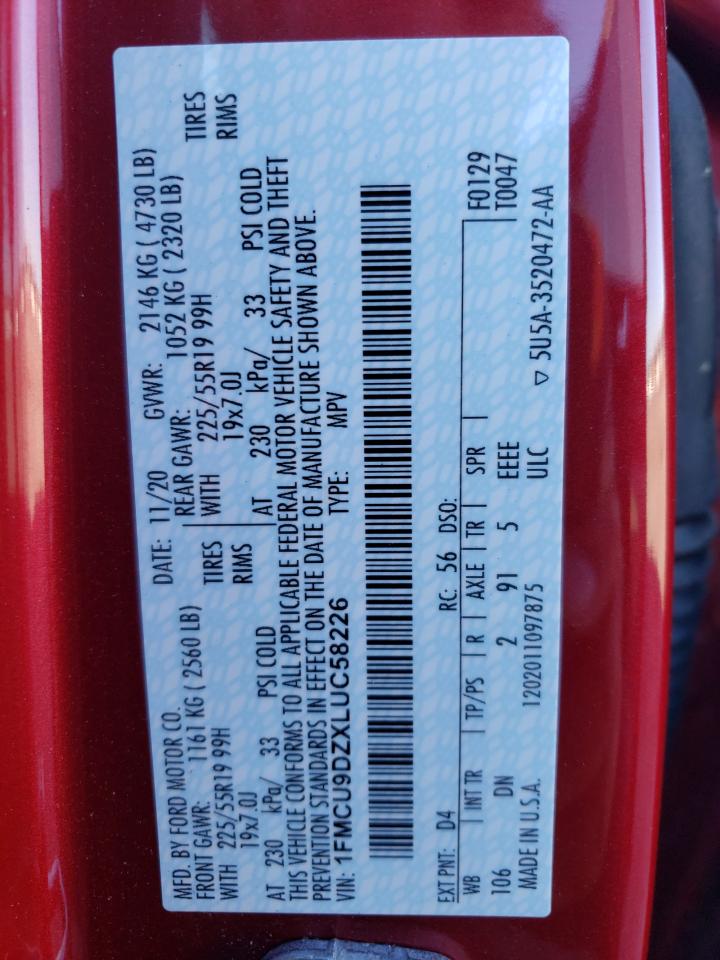 MFD. BY FORD MOTOR CO. DATE: 11/20 GVWR: 2146 KG ( 4730 LB)
FRONT GAWR: 1161 KG ( 2560 LB) REAR GAWR: 1052 KG ( 2320 LB)
WITH 225/55R19 99H TIRES WITH 225/55R19 99H TIRES
19x7.0J RIMS 19x7.0J RIMS
AT 230 kPa/ 33 PSI COLD AT 230 kPa/ 33 PSI COLD
THIS VEHICLE CONFORMS TO ALL APPLICABLE FEDERAL MOTOR VEHICLE SAFETY AND THEFT
PREVENTION STANDARDS IN EFFECT ON THE DATE OF MANUFACTURE SHOWN ABOVE.
VIN: 1FMCU9DZXLUC58226 TYPE: MPV
EXT PNT: D4 RC: 56 DSO:
WB INT TR TP/PS R AXLE TR SPR F0129
106 DN 2 91 5 EEEE T0047
MADE IN U.S.A. 1202011097875 ULC ▽ 5U5A-3520472-AA